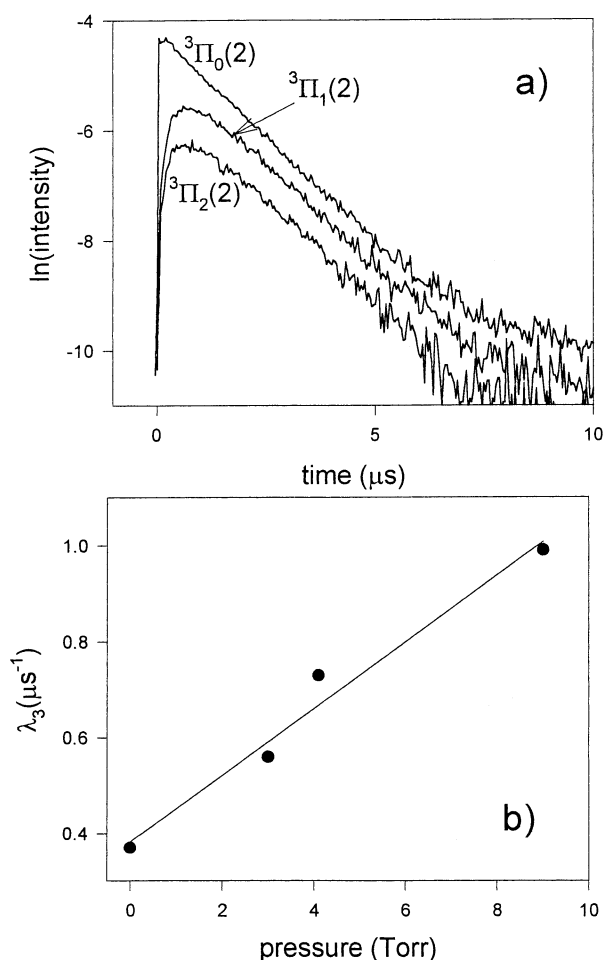 -4
-6
-8
-10
ln(intensity)
³Π₀(2)
³Π₁(2)
³Π₂(2)
a)
0
5
10
time (μs)
1.0
0.8
0.6
0.4
λ₃(μs⁻¹)
b)
0
2
4
6
8
10
pressure (Torr)